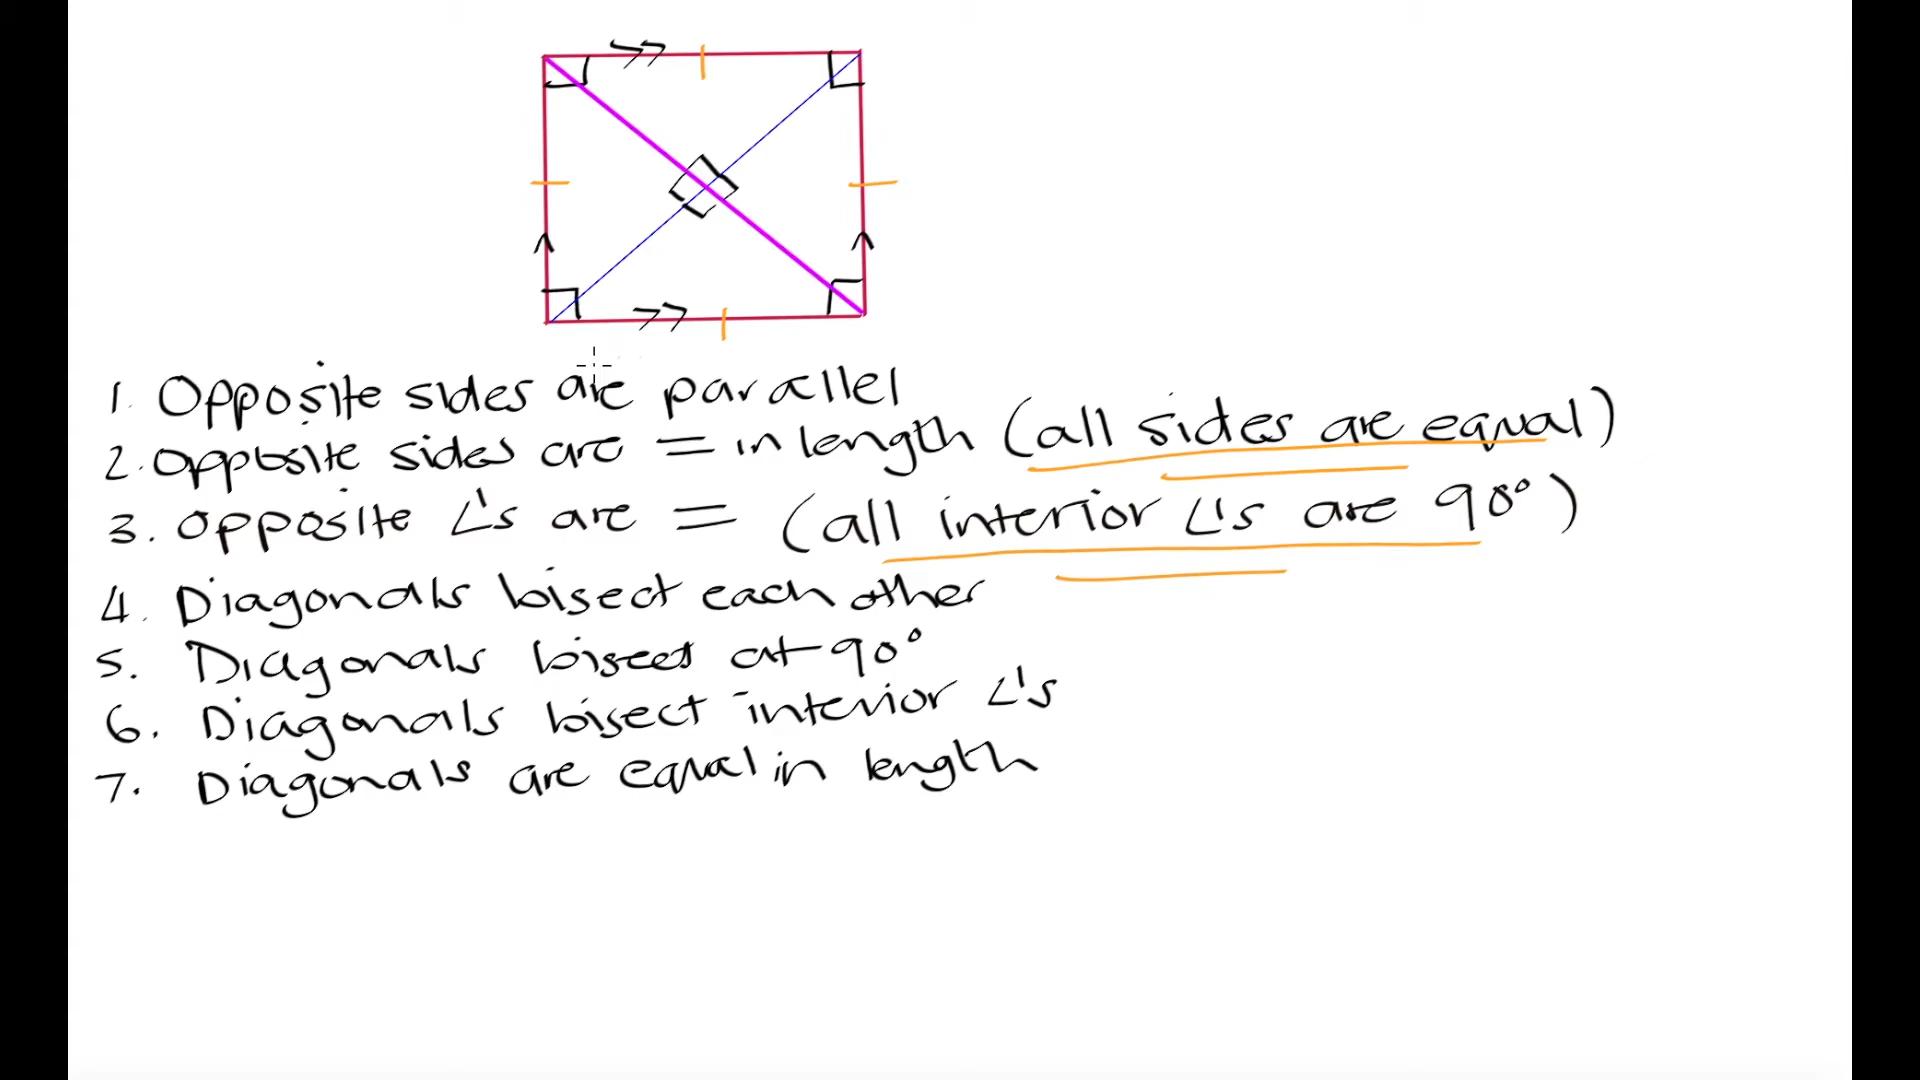 1. Opposite sides are parallel
2. Opposite sides are = in length (all sides are equal)
3. Opposite ∠'s are = (all interior ∠'s are 90°)
4. Diagonals bisect each other
5. Diagonals bisect at 90°
6. Diagonals bisect interior ∠'s
7. Diagonals are equal in length